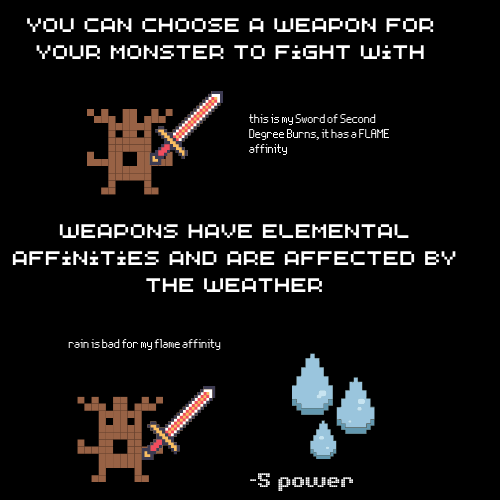 YOU CAN CHOOSE A WEAPON FOR
YOUR MONSTER TO FiGHT WiTH
this is my Sword of Second
Degree Burns, it has a FLAME
affinity
WEAPONS HAVE ELEMENTAL
AFFiNiTiES AND ARE AFFECTED BY
THE WEATHER
rain is bad for my flame affinity
-5 power